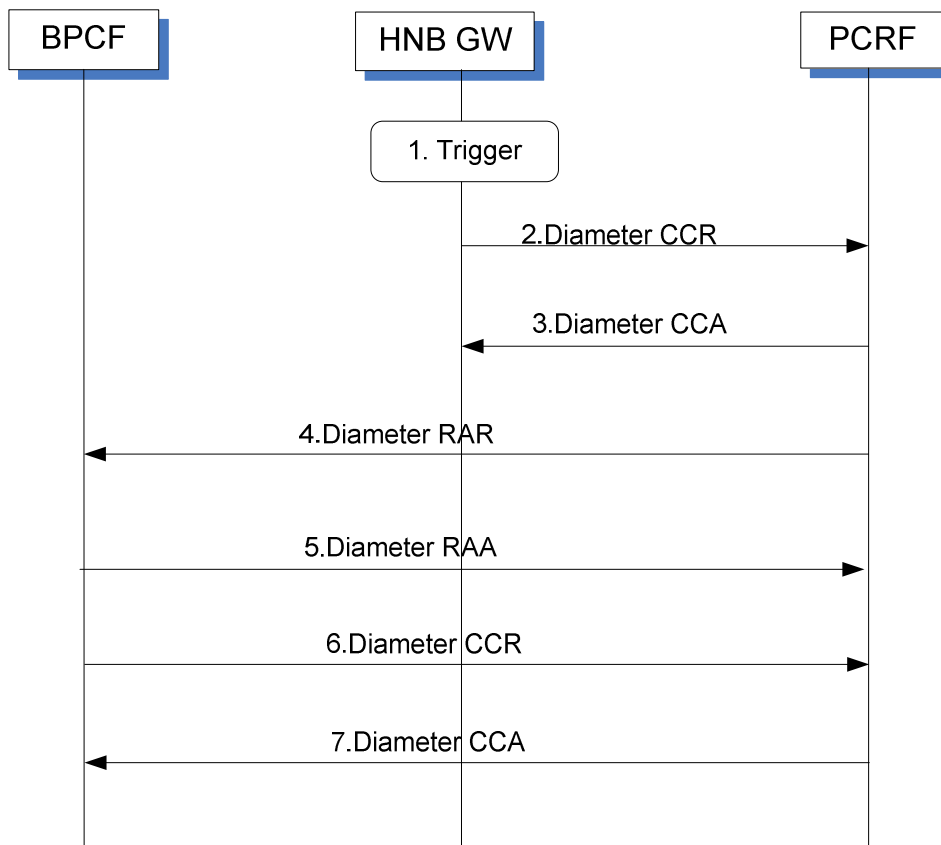 BPCF
HNB GW
PCRF
1. Trigger
2.Diameter CCR
3.Diameter CCA
4.Diameter RAR
5.Diameter RAA
6.Diameter CCR
7.Diameter CCA